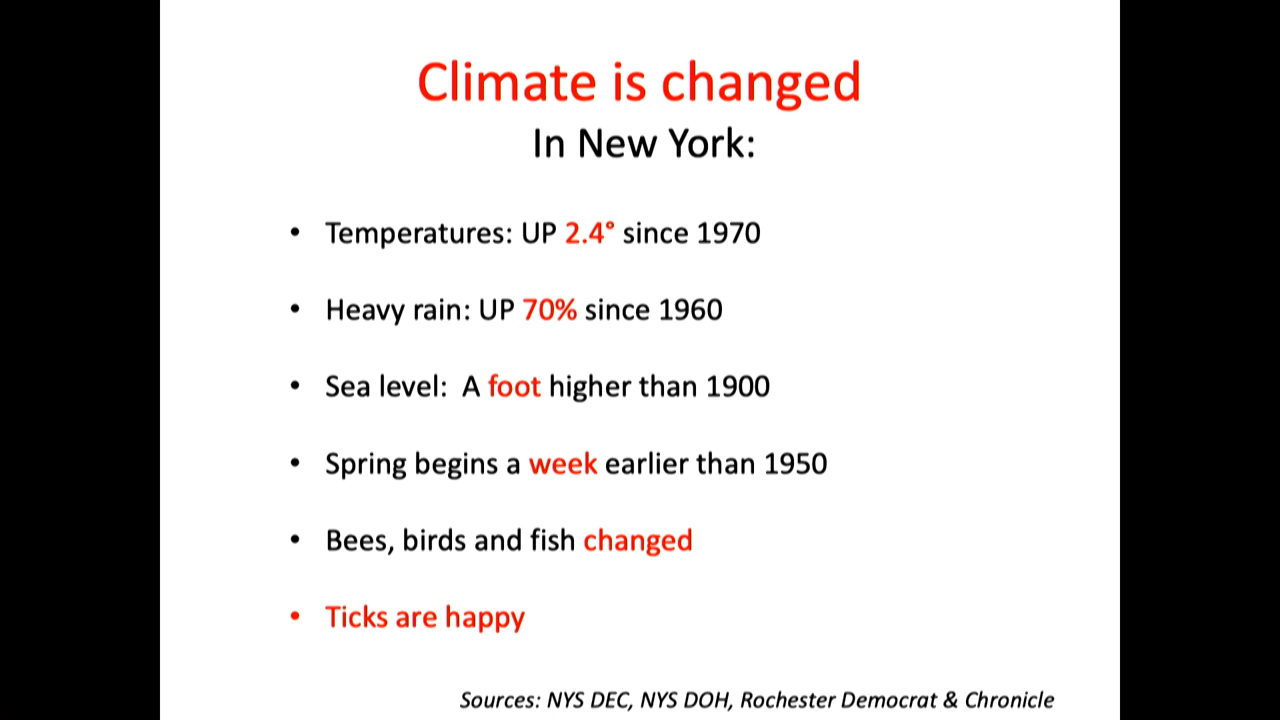 Climate is changed
In New York:
• Temperatures: UP 2.4° since 1970
• Heavy rain: UP 70% since 1960
• Sea level:  A foot higher than 1900
• Spring begins a week earlier than 1950
• Bees, birds and fish changed
• Ticks are happy
Sources: NYS DEC, NYS DOH, Rochester Democrat & Chronicle